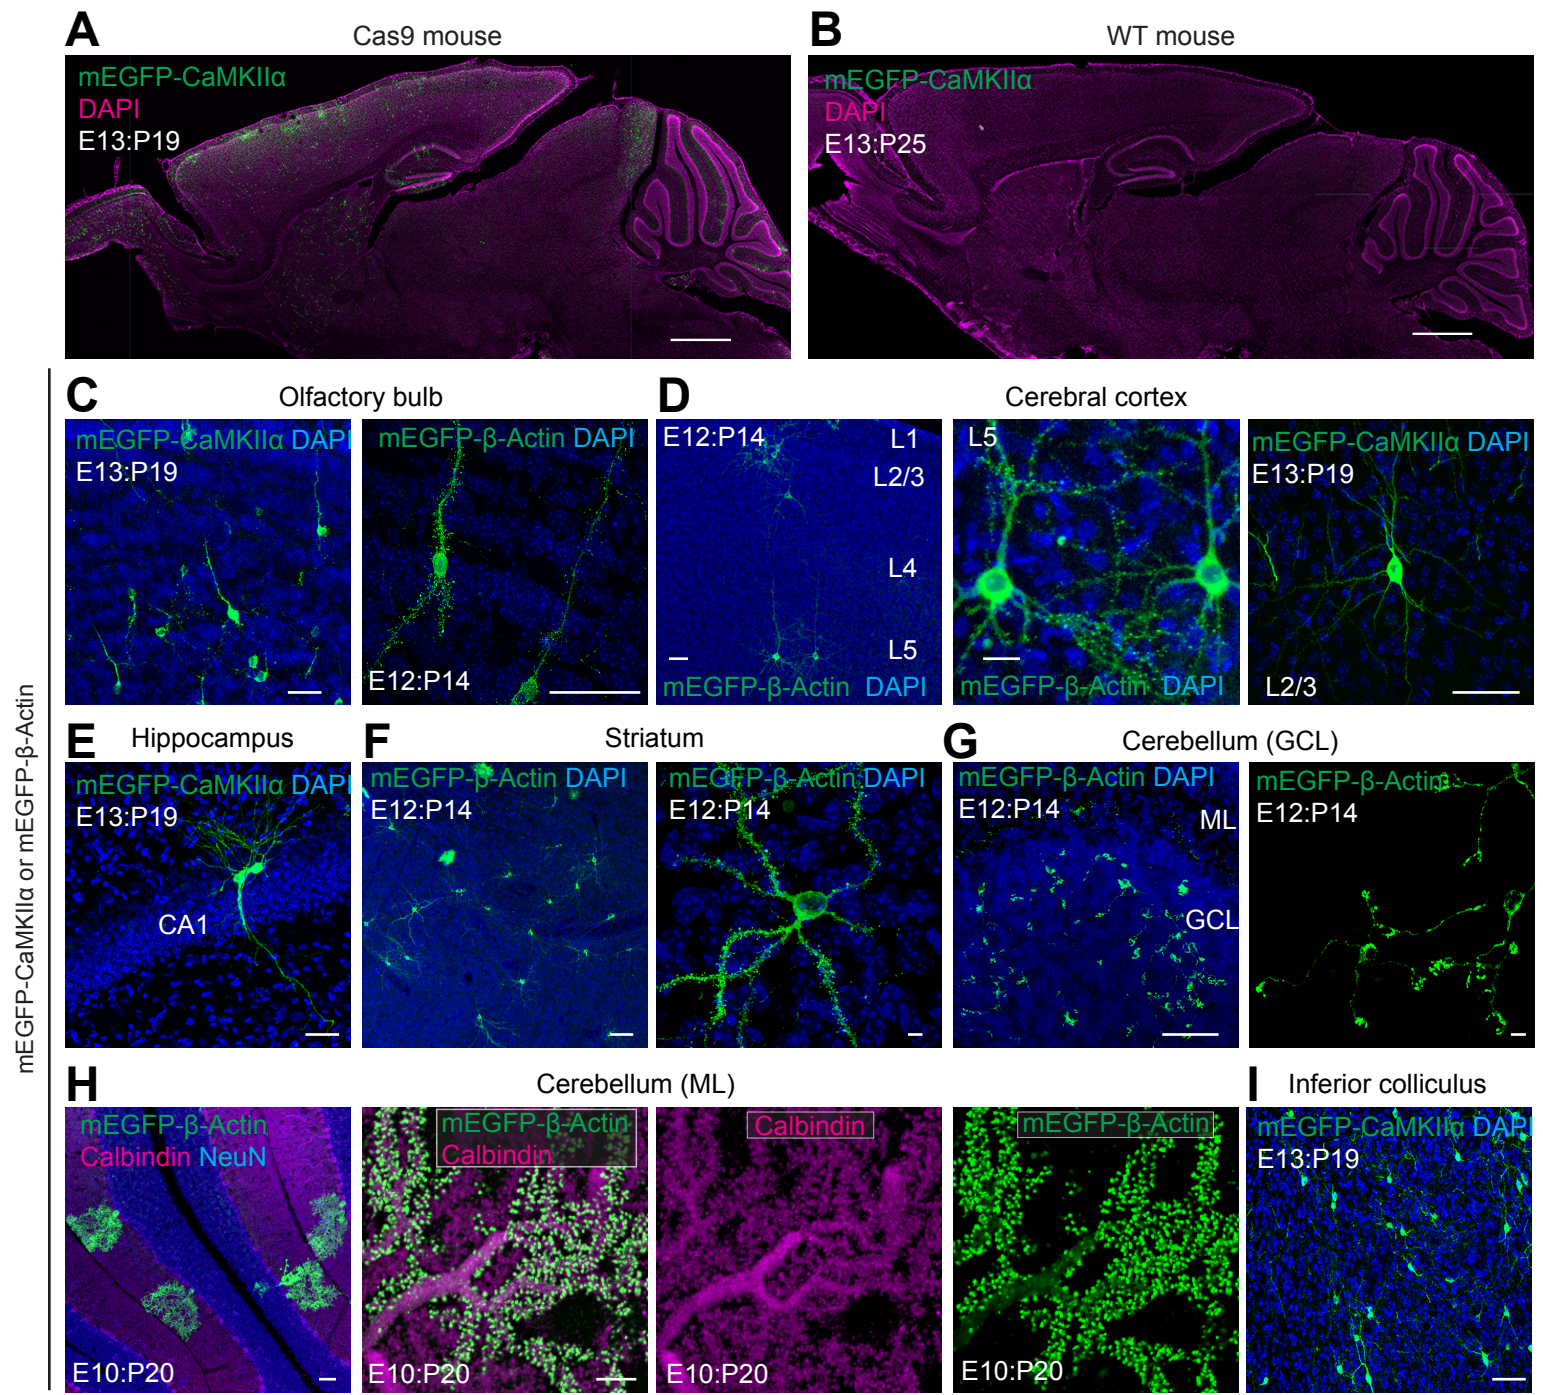 A
Cas9 mouse
mEGFP-CaMKIIα
DAPI
E13:P19
B
WT mouse
mEGFP-CaMKIIα
DAPI
E13:P25
mEGFP-CaMKIIα or mEGFP-β-Actin
C
Olfactory bulb
mEGFP-CaMKIIα DAPI
E13:P19
mEGFP-β-Actin DAPI
E12:P14
D
Cerebral cortex
E12:P14
L1
L2/3
L4
L5
mEGFP-β-Actin DAPI
L5
mEGFP-β-Actin DAPI
mEGFP-CaMKIIα DAPI
E13:P19
L2/3
E
Hippocampus
mEGFP-CaMKIIα DAPI
E13:P19
CA1
F
Striatum
mEGFP-β-Actin DAPI
E12:P14
mEGFP-β-Actin DAPI
E12:P14
G
Cerebellum (GCL)
mEGFP-β-Actin DAPI
E12:P14
ML
GCL
mEGFP-β-Actin
E12:P14
H
Cerebellum (ML)
mEGFP-β-Actin
Calbindin NeuN
E10:P20
mEGFP-β-Actin
Calbindin
E10:P20
Calbindin
E10:P20
mEGFP-β-Actin
E10:P20
I
Inferior colliculus
mEGFP-CaMKIIα DAPI
E13:P19